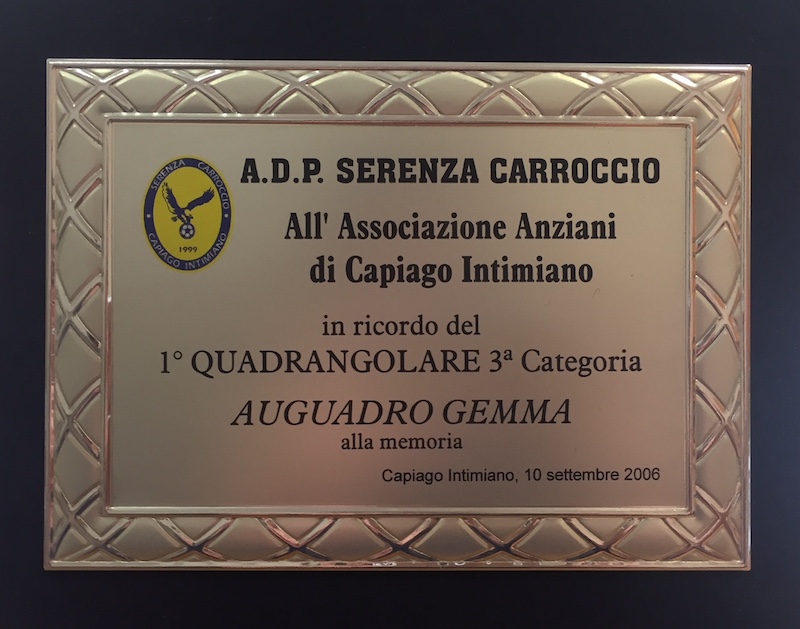 SERENZA CARROCCIO
1999
CAPIAGO INTIMIANO
A.D.P. SERENZA CARROCCIO
All' Associazione Anziani
di Capiago Intimiano
in ricordo del
1° QUADRANGOLARE 3ª Categoria
AUGUADRO GEMMA
alla memoria
Capiago Intimiano, 10 settembre 2006